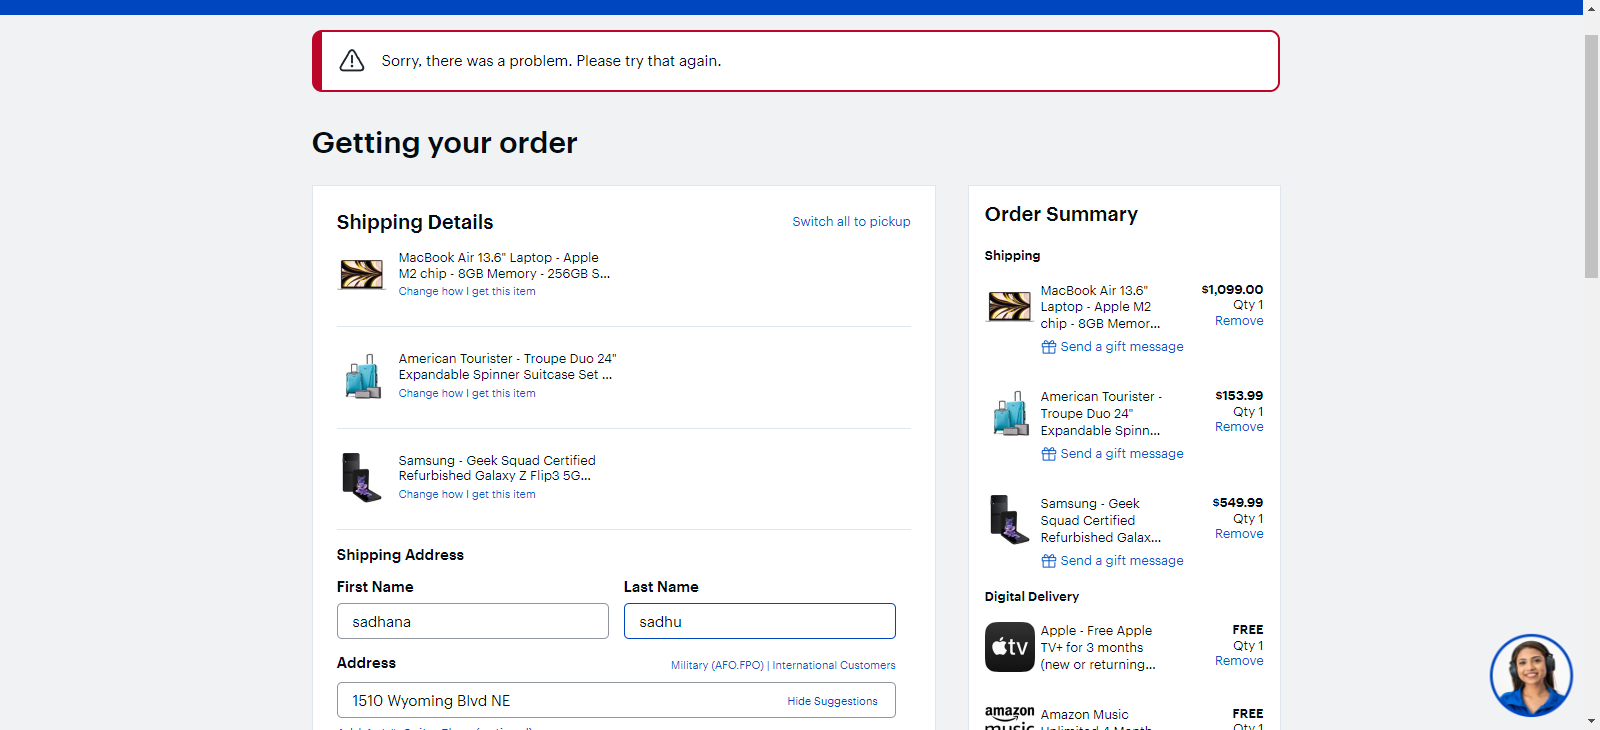 Sorry, there was a problem. Please try that again.
Getting your order
Shipping Details
Switch all to pickup
MacBook Air 13.6" Laptop - Apple
M2 chip - 8GB Memory - 256GB S...
Change how I get this item
American Tourister - Troupe Duo 24"
Expandable Spinner Suitcase Set ...
Change how I get this item
Samsung - Geek Squad Certified
Refurbished Galaxy Z Flip3 5G...
Change how I get this item
Shipping Address
First Name
Last Name
sadhana
sadhu
Address
Military (AFO.FPO) | International Customers
1510 Wyoming Blvd NE
Hide Suggestions
Order Summary
Shipping
MacBook Air 13.6"
Laptop - Apple M2
chip - 8GB Memor...
$1,099.00
Qty 1
Remove
Send a gift message
American Tourister -
Troupe Duo 24"
Expandable Spinn...
$153.99
Qty 1
Remove
Send a gift message
Samsung - Geek
Squad Certified
Refurbished Galax...
$549.99
Qty 1
Remove
Send a gift message
Digital Delivery
tv
Apple - Free Apple
TV+ for 3 months
(new or returning...
FREE
Qty 1
Remove
amazon
music
Amazon Music
Unlimited 4 Month
FREE
Qty 1